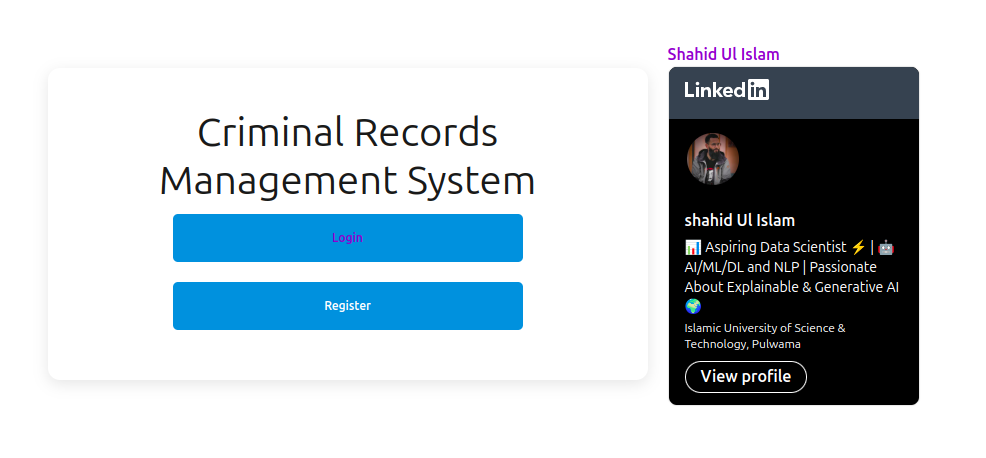 Criminal Records
Management System
Login
Register
Shahid Ul Islam
LinkedIn
shahid Ul Islam
📊 Aspiring Data Scientist ⚡ | 🤖
AI/ML/DL and NLP | Passionate
About Explainable & Generative AI
🌍
Islamic University of Science &
Technology, Pulwama
View profile